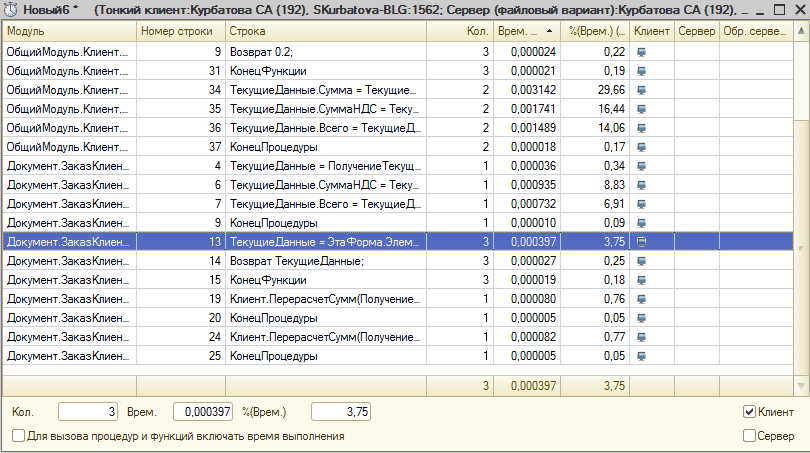 Новый6 * (Тонкий клиент:Курбатова СА (192), SKurbatova-BLG:1562; Сервер (файловый вариант):Курбатова СА (192), ...
Модуль Номер строки Строка Кол. Врем. ... %(Врем.) (... Клиент Сервер Обр. серве...
ОбщийМодуль.Клиент... 9 Возврат 0.2; 3 0,000024 0,22
ОбщийМодуль.Клиент... 31 КонецФункции 3 0,000021 0,19
ОбщийМодуль.Клиент... 34 ТекущиеДанные.Сумма = Текущие... 2 0,003142 29,66
ОбщийМодуль.Клиент... 35 ТекущиеДанные.СуммаНДС = Теку... 2 0,001741 16,44
ОбщийМодуль.Клиент... 36 ТекущиеДанные.Всего = ТекущиеД... 2 0,001489 14,06
ОбщийМодуль.Клиент... 37 КонецПроцедуры 2 0,000018 0,17
Документ.ЗаказКлиен... 4 ТекущиеДанные = ПолучениеТекущ... 1 0,000036 0,34
Документ.ЗаказКлиен... 6 ТекущиеДанные.СуммаНДС = Теку... 1 0,000935 8,83
Документ.ЗаказКлиен... 7 ТекущиеДанные.Всего = ТекущиеД... 1 0,000732 6,91
Документ.ЗаказКлиен... 9 КонецПроцедуры 1 0,000010 0,09
Документ.ЗаказКлиен... 13 ТекущиеДанные = ЭтаФорма.Элем... 3 0,000397 3,75
Документ.ЗаказКлиен... 14 Возврат ТекущиеДанные; 3 0,000027 0,25
Документ.ЗаказКлиен... 15 КонецФункции 3 0,000019 0,18
Документ.ЗаказКлиен... 19 Клиент.ПерерасчетСумм(Получение... 1 0,000080 0,76
Документ.ЗаказКлиен... 20 КонецПроцедуры 1 0,000005 0,05
Документ.ЗаказКлиен... 24 Клиент.ПерерасчетСумм(Получение... 1 0,000082 0,77
Документ.ЗаказКлиен... 25 КонецПроцедуры 1 0,000005 0,05
3 0,000397 3,75
Кол. 3 Врем. 0,000397 %(Врем.) 3,75 Клиент
Для вызова процедур и функций включать время выполнения Сервер